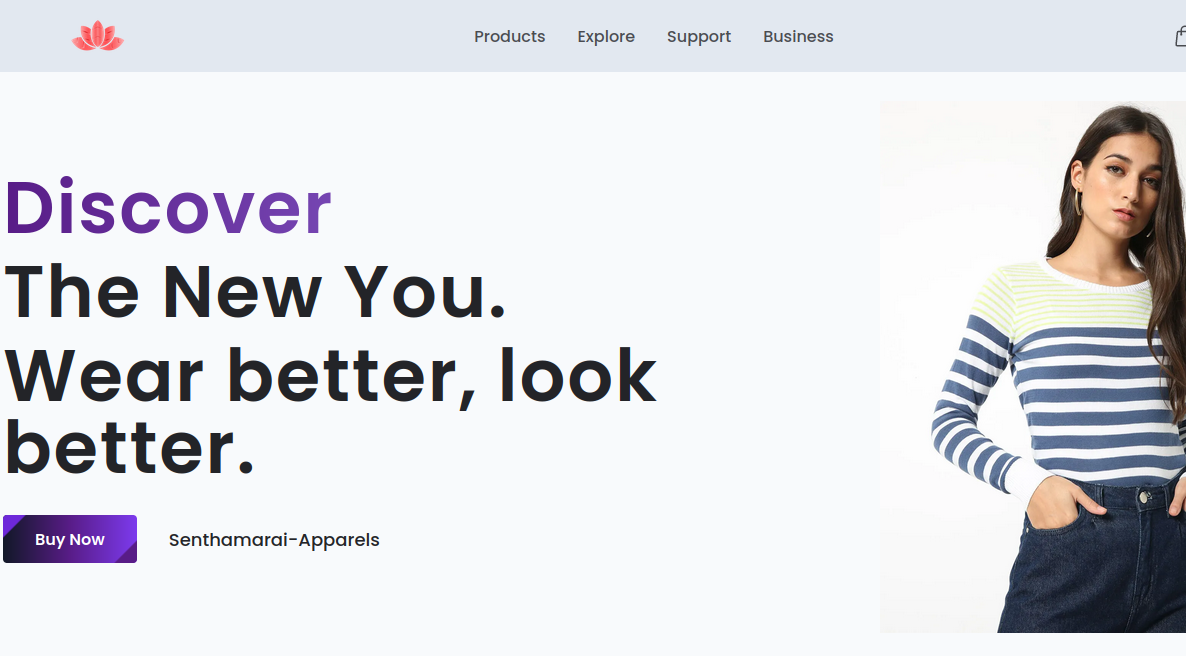 Products Explore Support Business
Discover
The New You.
Wear better, look
better.
Buy Now Senthamarai-Apparels